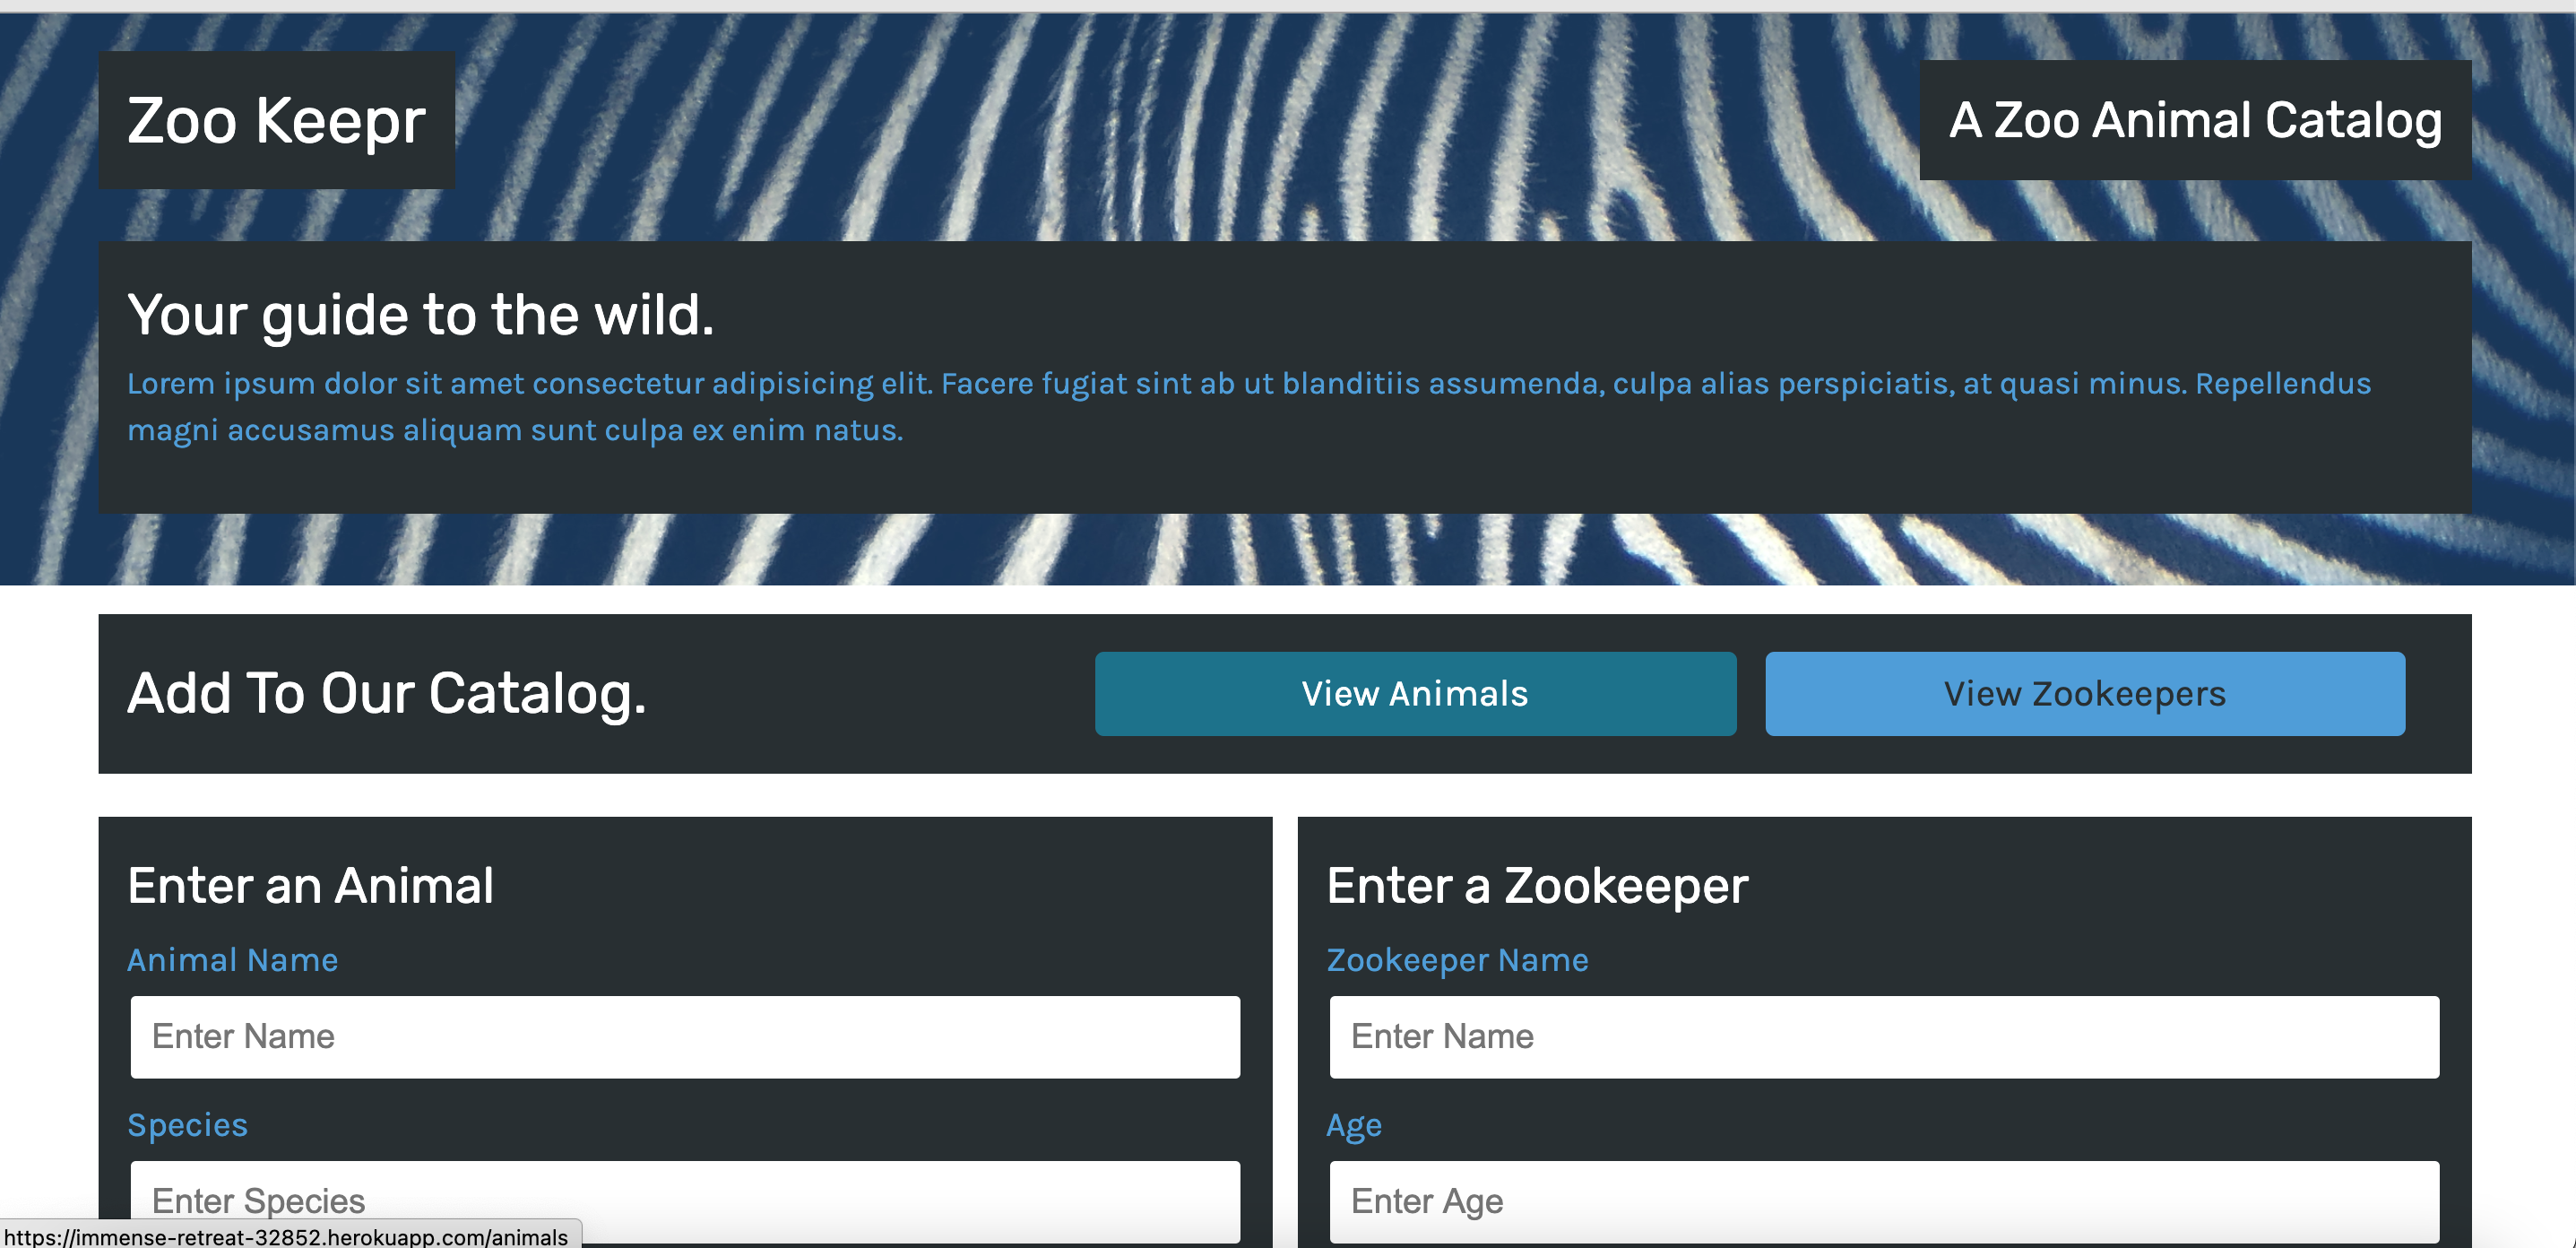 Zoo Keepr
A Zoo Animal Catalog
Your guide to the wild.
Lorem ipsum dolor sit amet consectetur adipisicing elit. Facere fugiat sint ab ut blanditiis assumenda, culpa alias perspiciatis, at quasi minus. Repellendus
magni accusamus aliquam sunt culpa ex enim natus.
Add To Our Catalog.
View Animals
View Zookeepers
Enter an Animal
Animal Name
Enter Name
Species
Enter Species
Enter a Zookeeper
Zookeeper Name
Enter Name
Age
Enter Age
https://immense-retreat-32852.herokuapp.com/animals